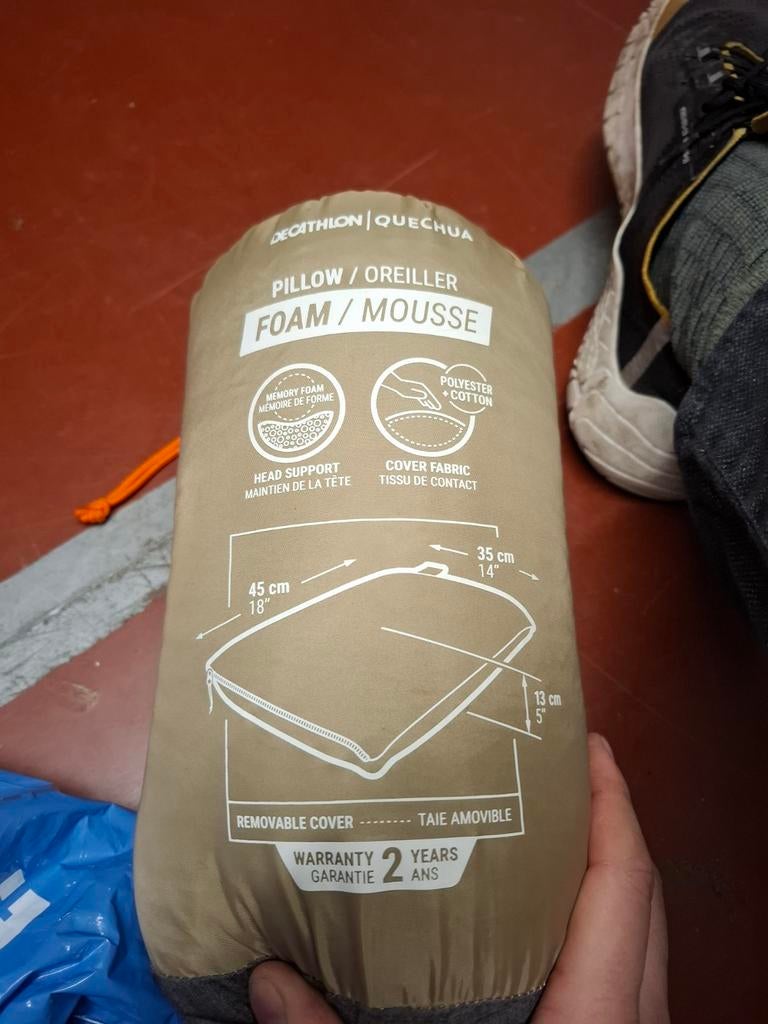 DECATHLON | QUECHUA
PILLOW / OREILLER
FOAM / MOUSSE
MEMORY FOAM
MÉMOIRE DE FORME
HEAD SUPPORT
MAINTIEN DE LA TÊTE
POLYESTER
+ COTTON
COVER FABRIC
TISSU DE CONTACT
45 cm
18"
35 cm
14"
13 cm
5"
REMOVABLE COVER -------- TAIE AMOVIBLE
WARRANTY 2 YEARS
GARANTIE ANS